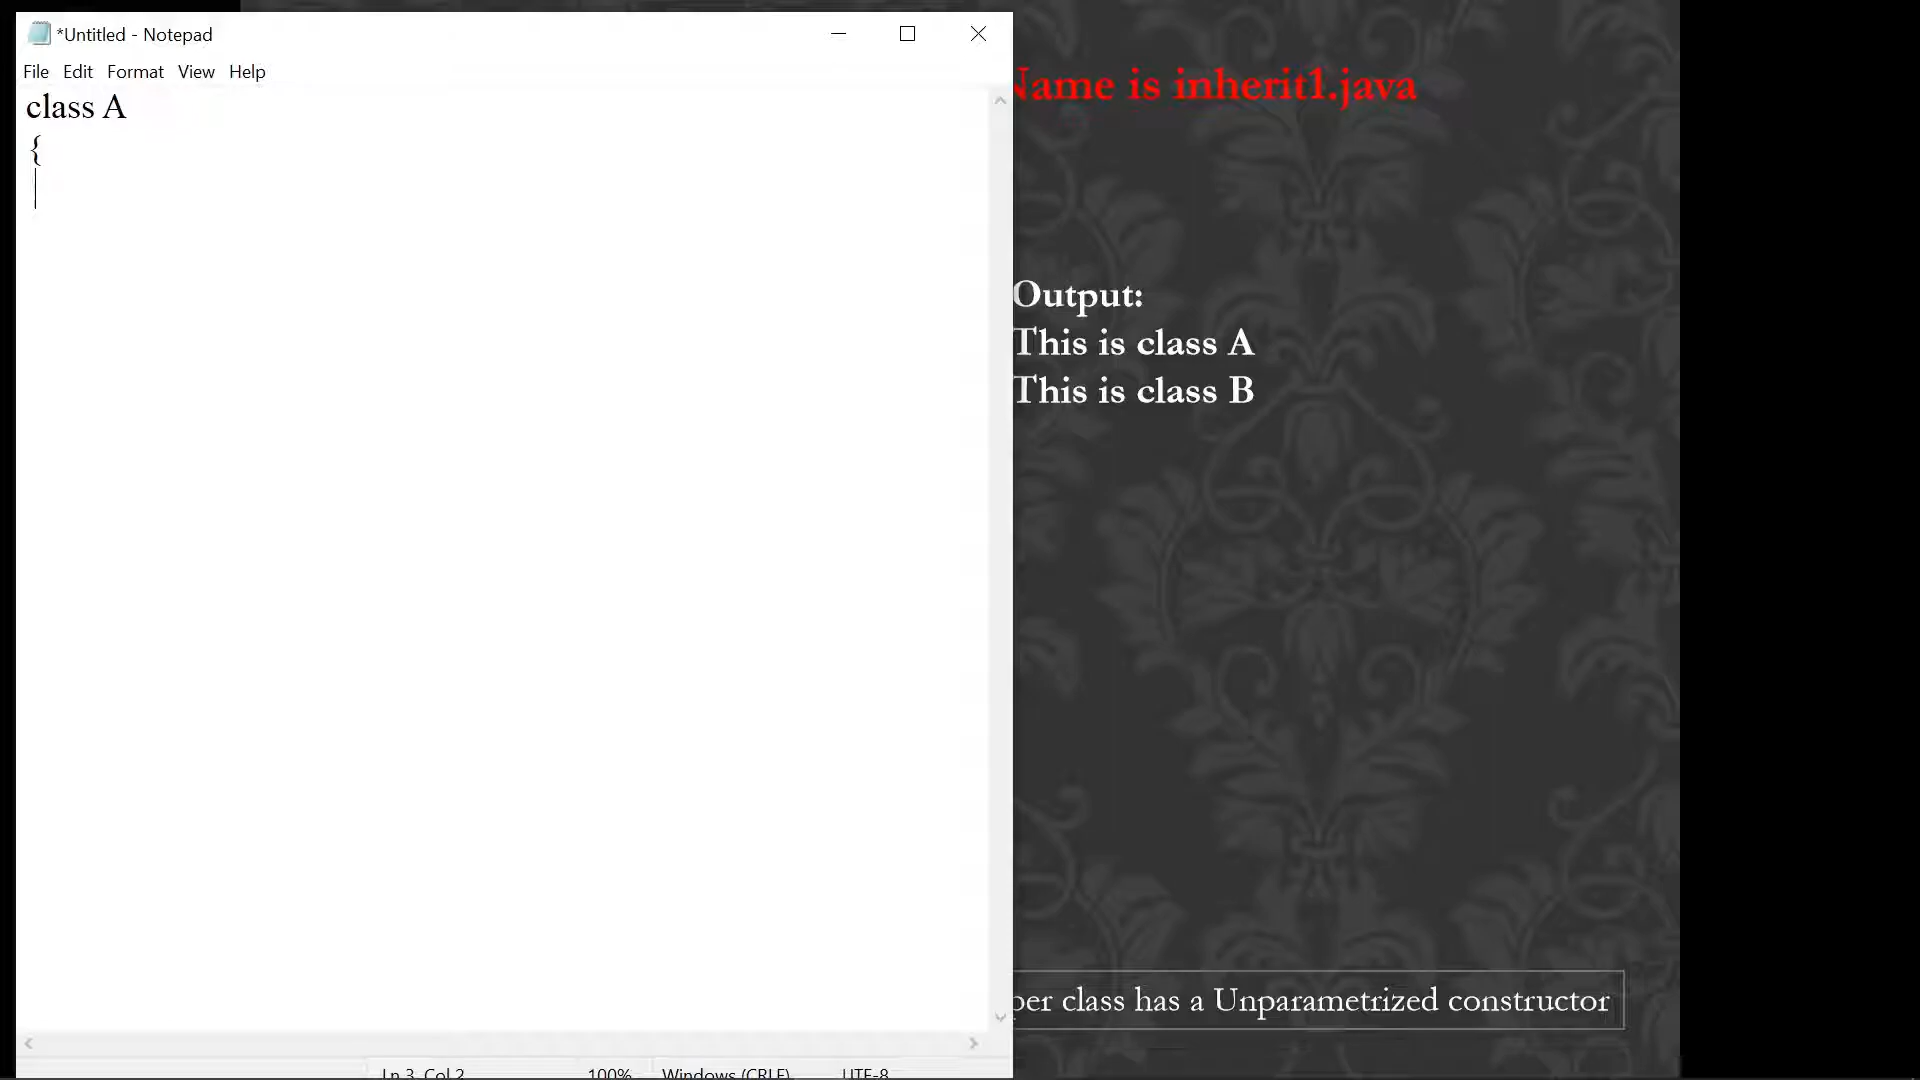 *Untitled - Notepad
File Edit Format View Help
class A
{
Name is inherit1.java
Output:
This is class A
This is class B
per class has a Unparametrized constructor
Ln 3, Col 2 100% Windows (CRLF) UTF-8